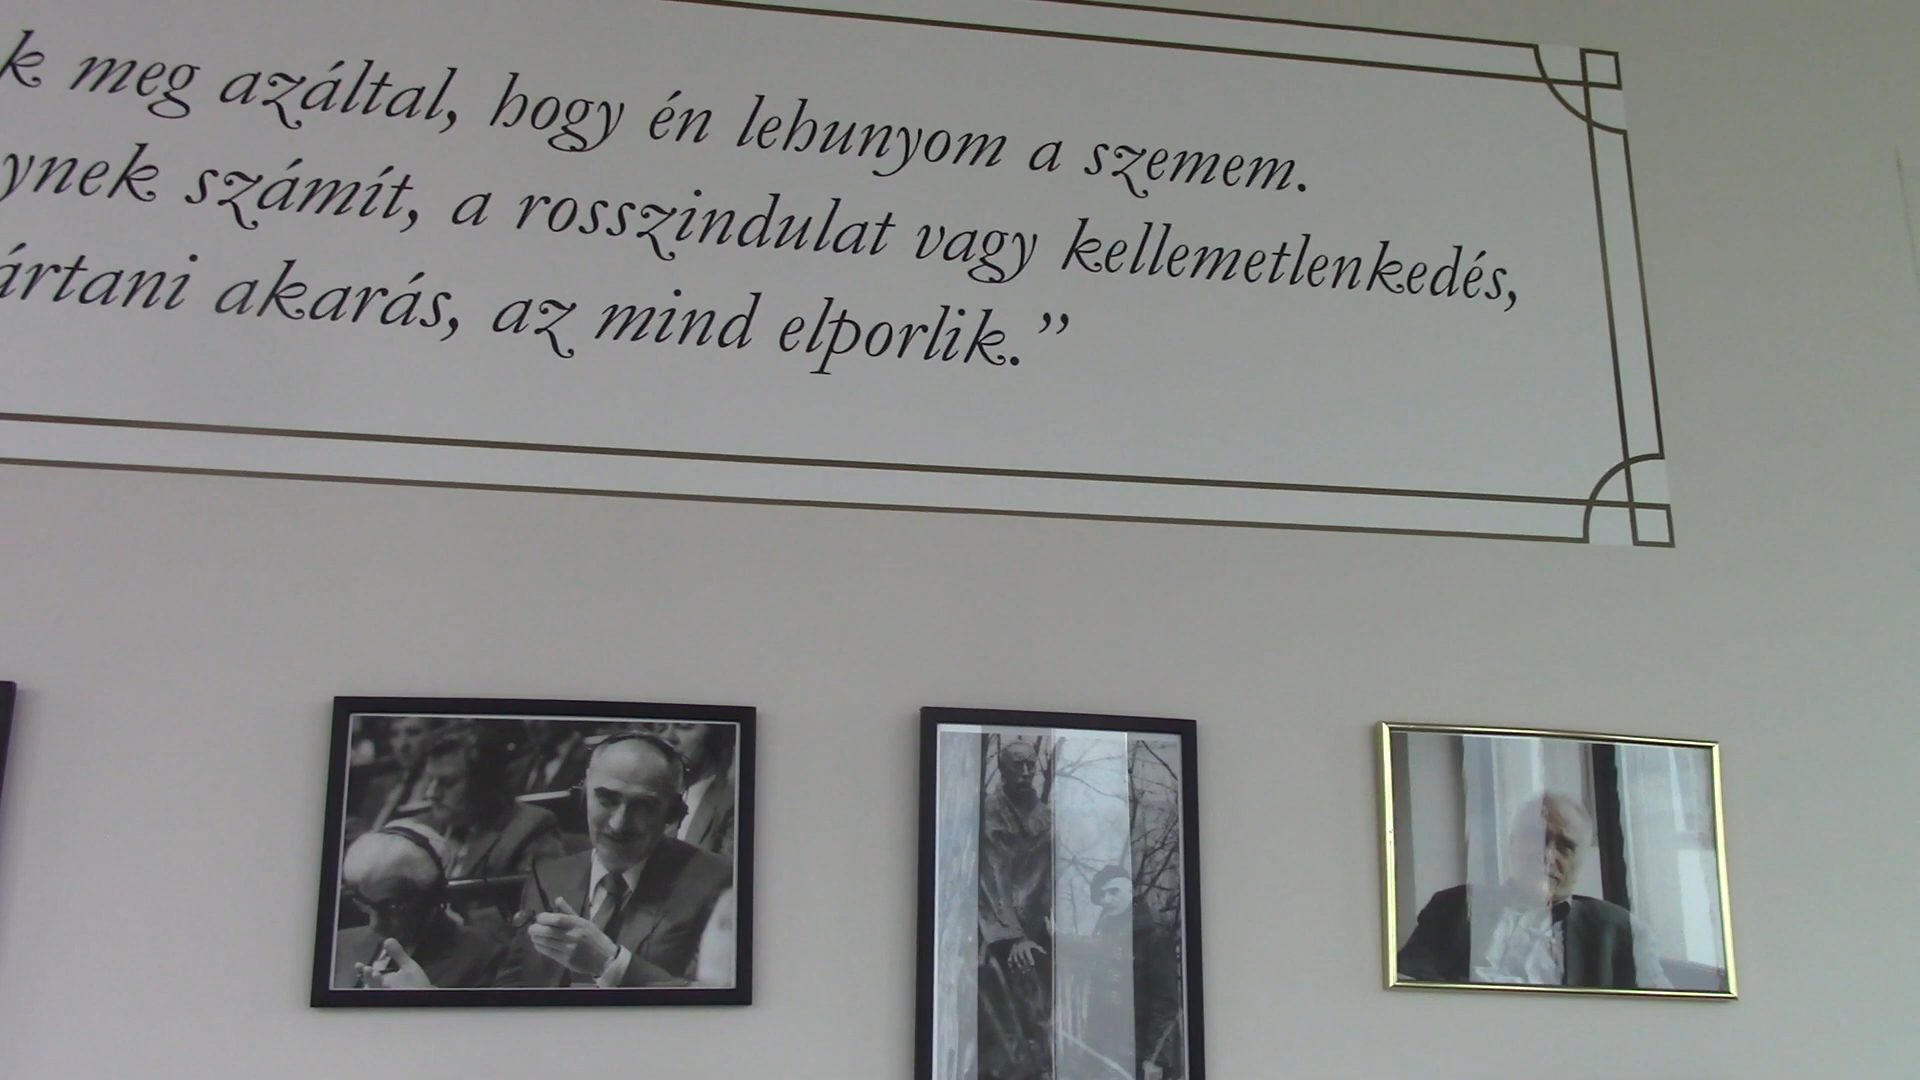 k meg azáltal, hogy én lehunyom a szemem.
ynek számít, a rosszindulat vagy kellemetlenkedés,
ártani akarás, az mind elporlik.”